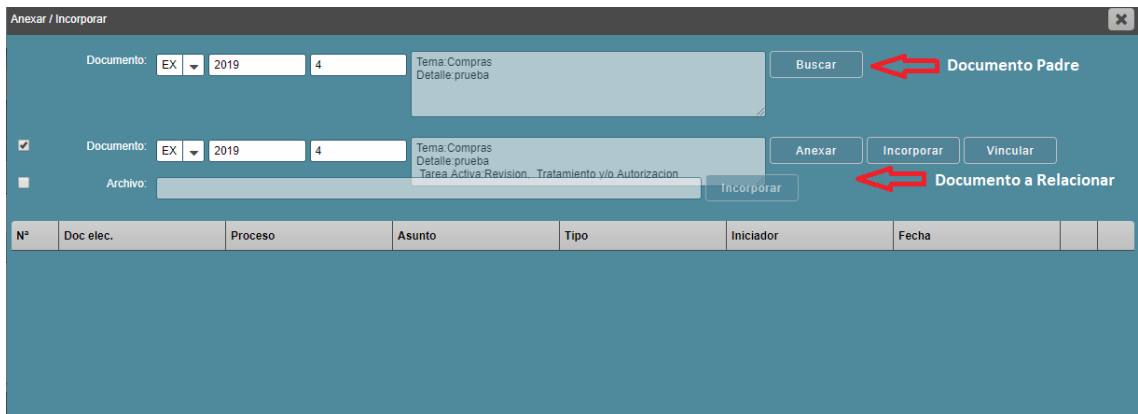 Anexar / Incorporar
Documento: EX 2019 4 Tema:Compras Buscar Documento Padre
Detalle:prueba
Documento: EX 2019 4 Tema:Compras Anexar Incorporar Vincular
Detalle:prueba
Tarea Activa:Revision, Tratamiento y/o Autorizacion
Archivo: Incorporar Documento a Relacionar
Nª Doc elec. Proceso Asunto Tipo Iniciador Fecha